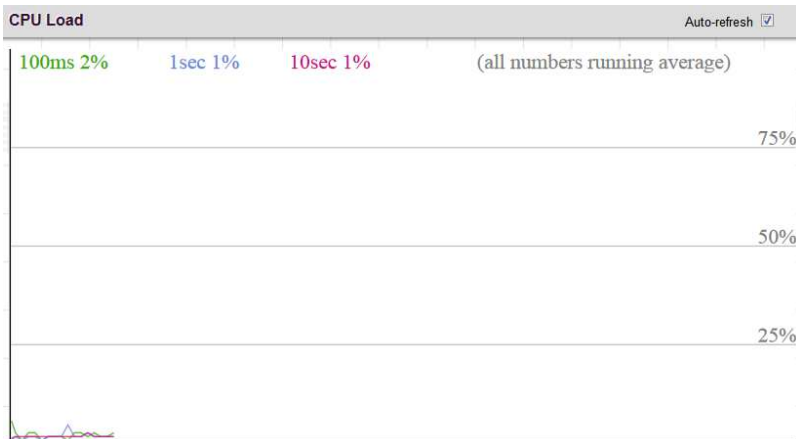 CPU Load
Auto-refresh
100ms 2% 1sec 1% 10sec 1% (all numbers running average)
75%
50%
25%